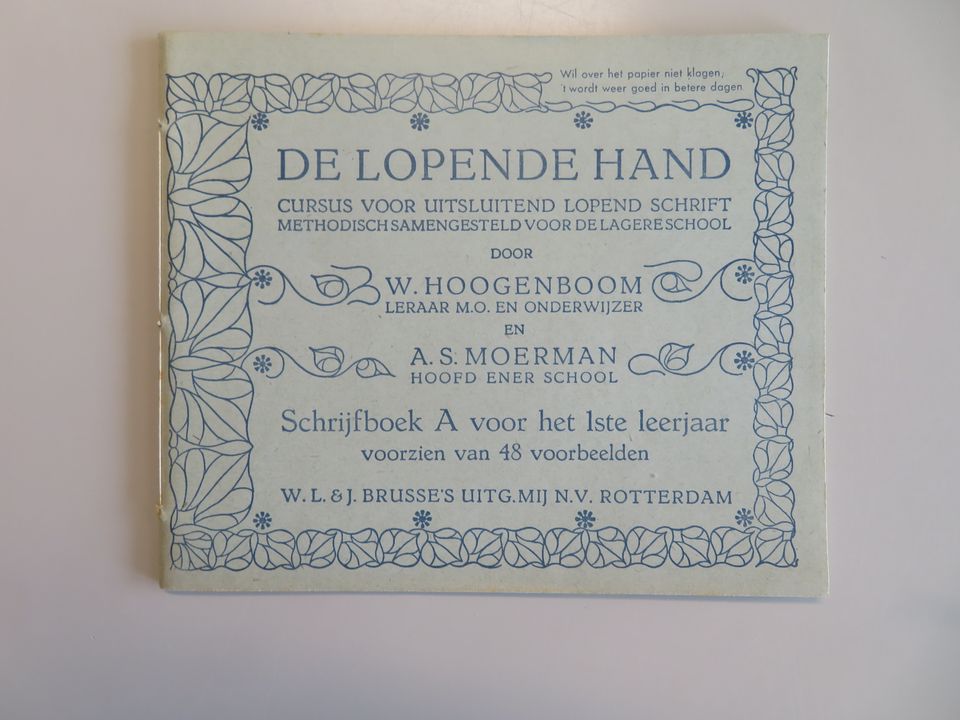 Wil over het papier niet klagen,
't wordt weer goed in betere dagen
DE LOPENDE HAND
CURSUS VOOR UITSLUITEND LOPEND SCHRIFT
METHODISCH SAMENGESTELD VOOR DE LAGERE SCHOOL
DOOR
W. HOOGENBOOM
LERAAR M.O. EN ONDERWIJZER
EN
A. S. MOERMAN
HOOFD ENER SCHOOL
Schrijfboek A voor het 1ste leerjaar
voorzien van 48 voorbeelden
W. L. & J. BRUSSE'S UITG.MIJ N.V. ROTTERDAM